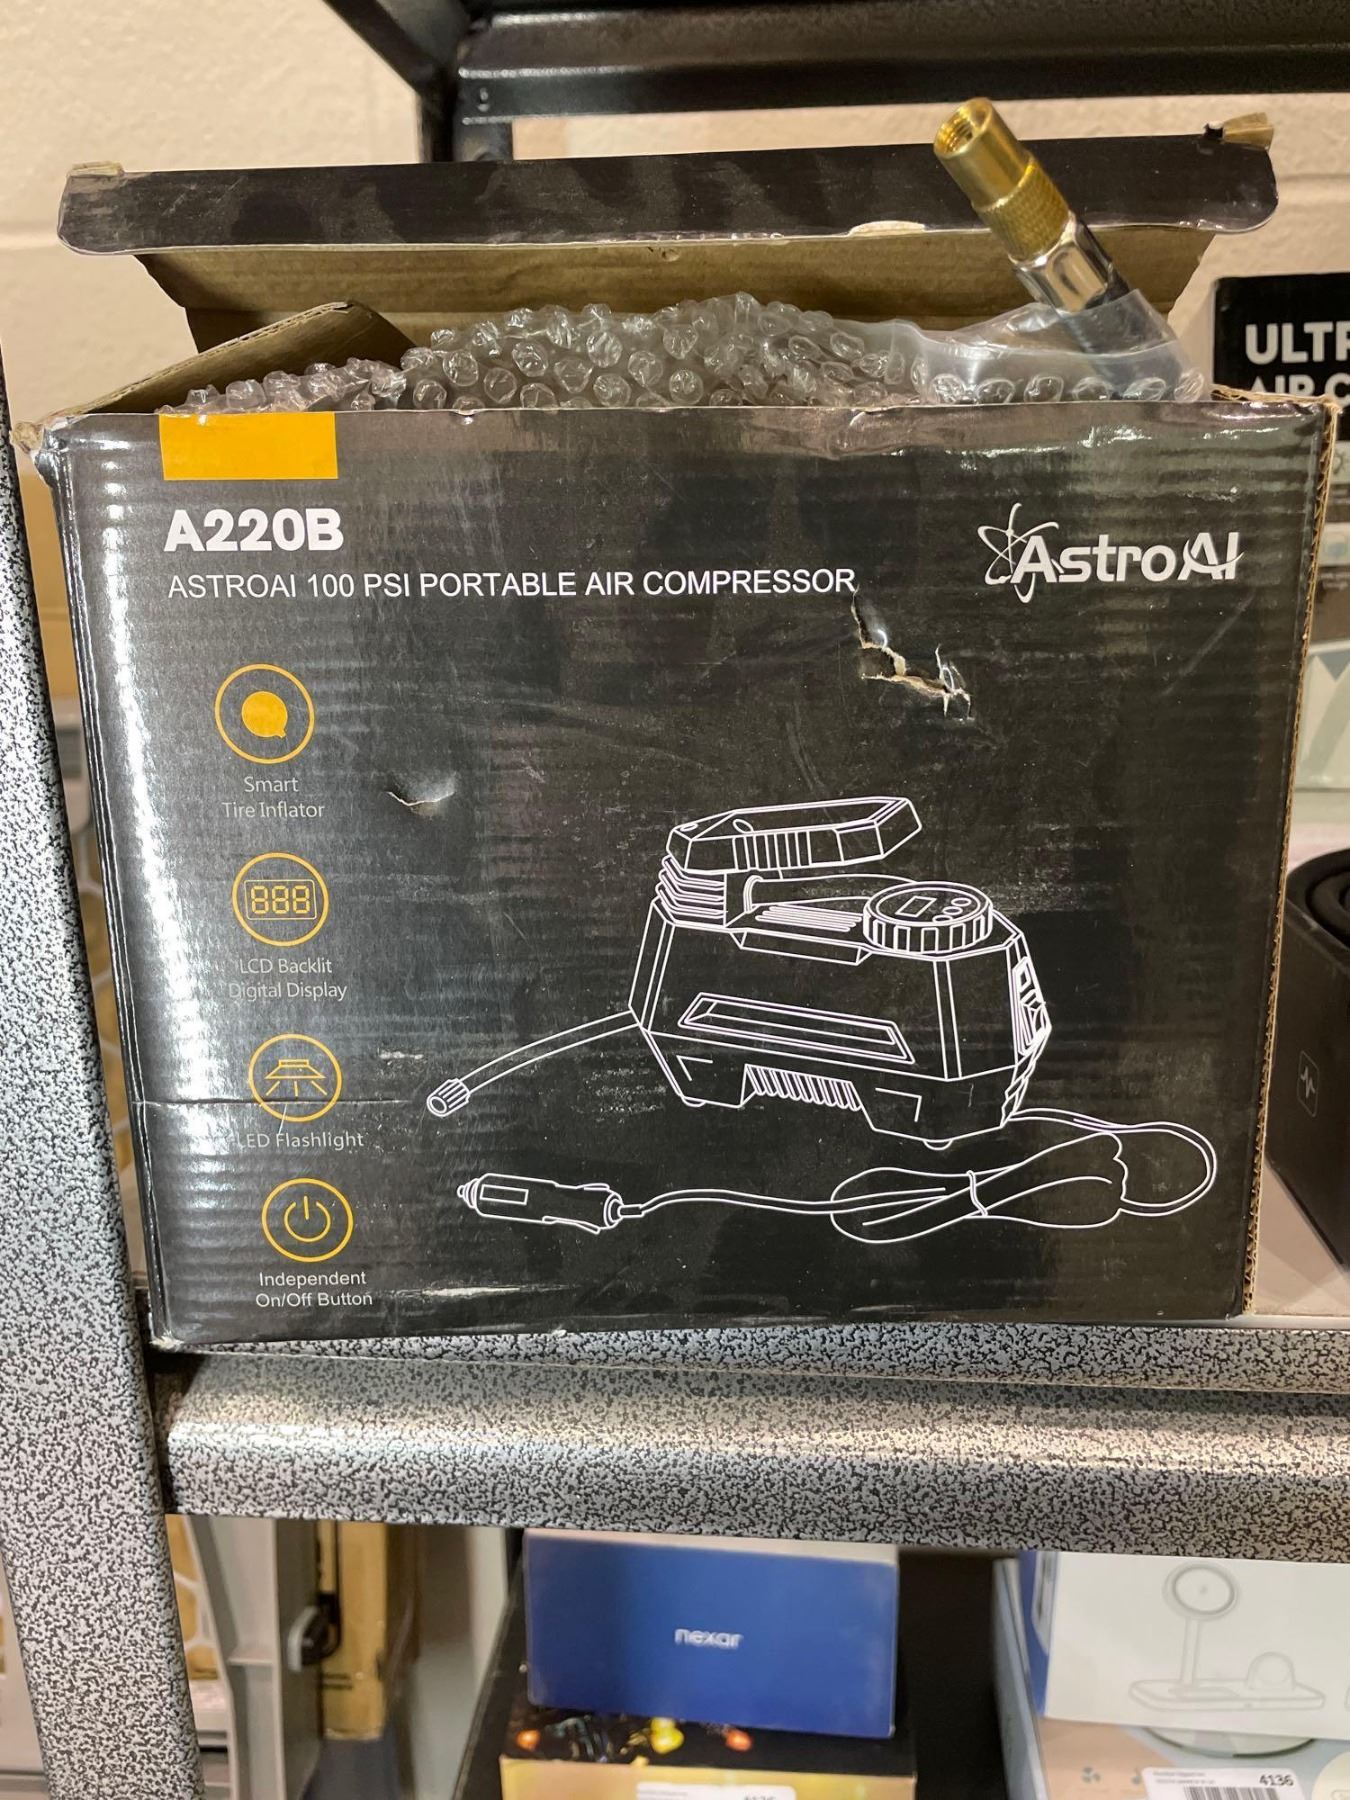 ULTR
AIR C
A220B
AstroAI
ASTROAI 100 PSI PORTABLE AIR COMPRESSOR
Smart
Tire Inflator
888
LCD Backlit
Digital Display
LED Flashlight
Independent
On/Off Button
nexar
4136